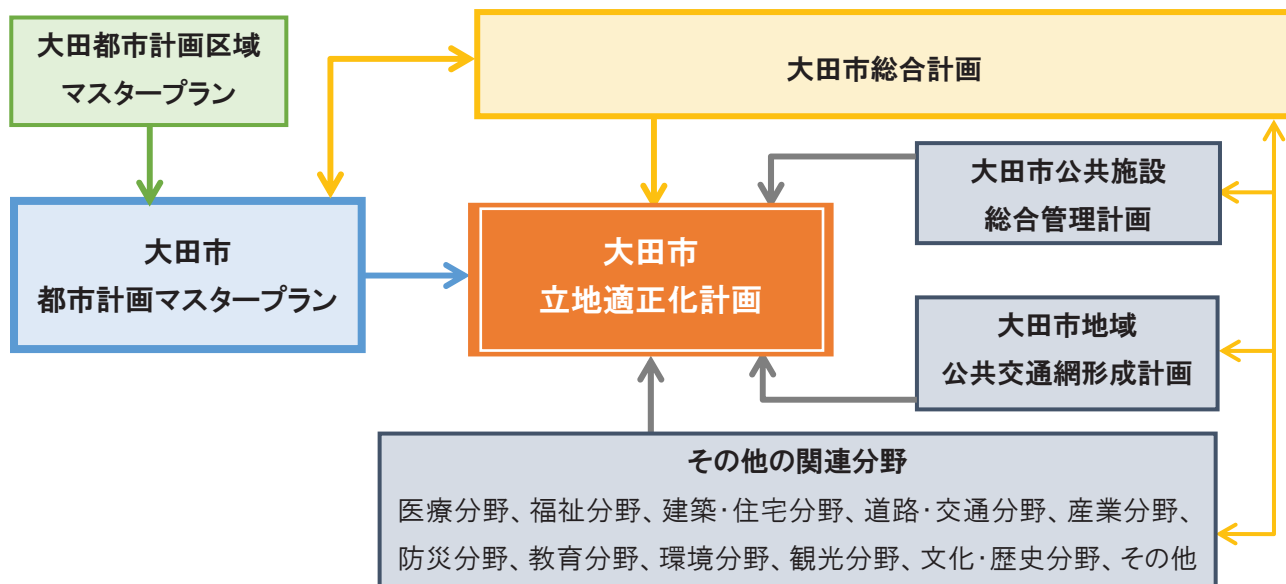 大田都市計画区域
マスタープラン
大田市総合計画
大田市公共施設
総合管理計画
大田市
都市計画マスタープラン
大田市
立地適正化計画
大田市地域
公共交通網形成計画
その他の関連分野
医療分野、福祉分野、建築・住宅分野、道路・交通分野、産業分野、
防災分野、教育分野、環境分野、観光分野、文化・歴史分野、その他